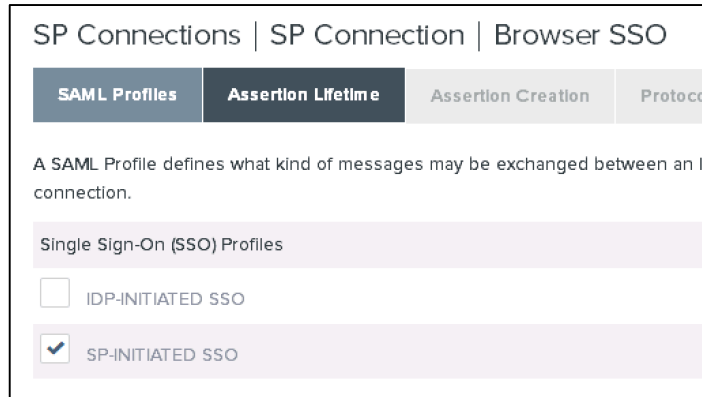 SP Connections | SP Connection | Browser SSO
SAML Profiles Assertion Lifetime Assertion Creation Protoco
A SAML Profile defines what kind of messages may be exchanged between an I
connection.
Single Sign-On (SSO) Profiles
IDP-INITIATED SSO
SP-INITIATED SSO